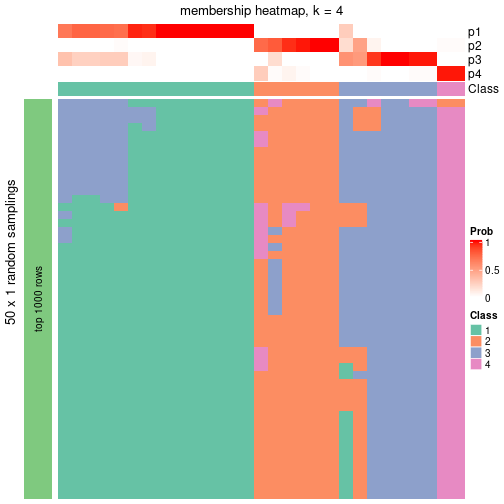 membership heatmap, k = 4
p1
p2
p3
p4
Class
50 x 1 random samplings
top 1000 rows
Prob
1
0.5
0
Class
1
2
3
4